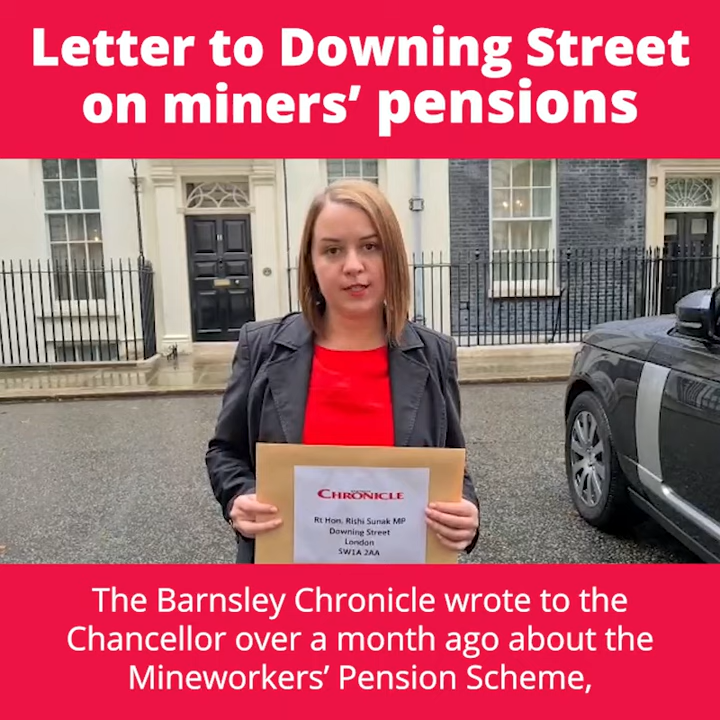 Letter to Downing Street
on miners’ pensions
CHRONICLE
Rt Hon. Rishi Sunak MP
Downing Street
London
SW1A 2AA
The Barnsley Chronicle wrote to the
Chancellor over a month ago about the
Mineworkers’ Pension Scheme,